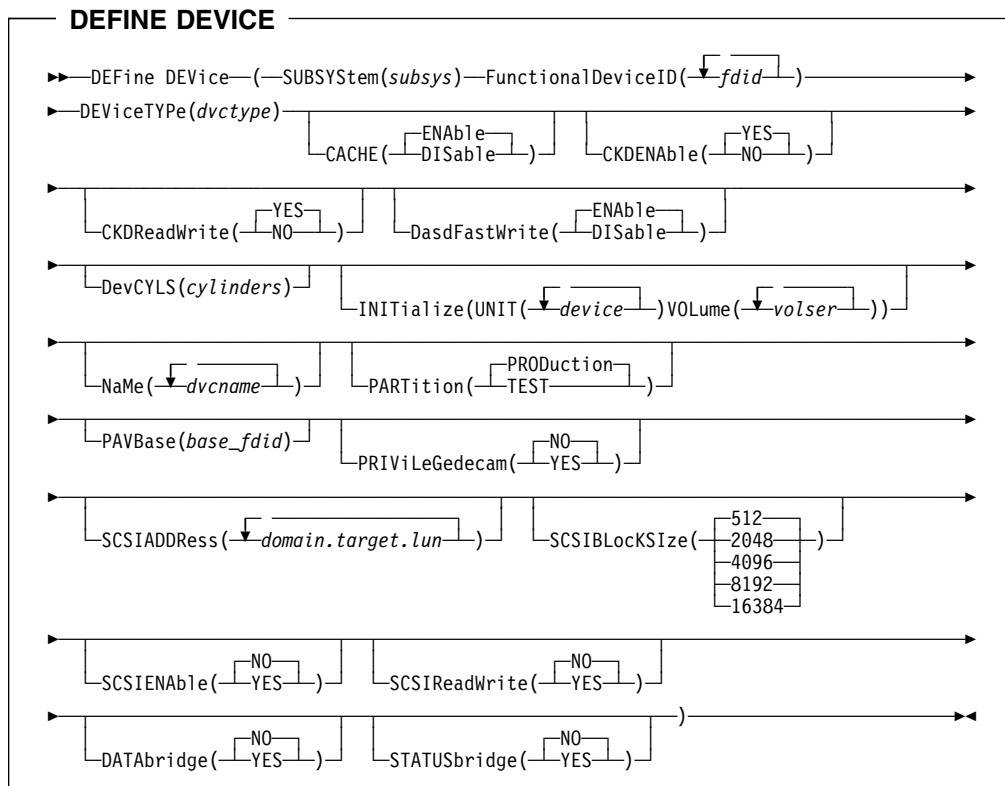 DEFINE DEVICE
DEFine DEVice ( SUBSYStem(subsys) FunctionalDeviceID( fdid )
DEViceTYPe(dvctype)
ENAble YES
CACHE( DISable ) CKDENAble( NO )
YES ENAble
CKDReadWrite( NO ) DasdFastWrite( DISable )
DevCYLS(cylinders)
INITialize(UNIT( device )VOLume( volser ))
PRODuction
NaMe( dvcname ) PARTition( TEST )
PAVBase(base_fdid) NO
PRIViLeGedecam( YES )
512
SCSIADDRess( domain.target.lun ) SCSIBLocKSIze( 2048 )
4096
8192
16384
NO NO
SCSIENAble( YES ) SCSIReadWrite( YES )
)
NO NO
DATAbridge( YES ) STATUSbridge( YES )